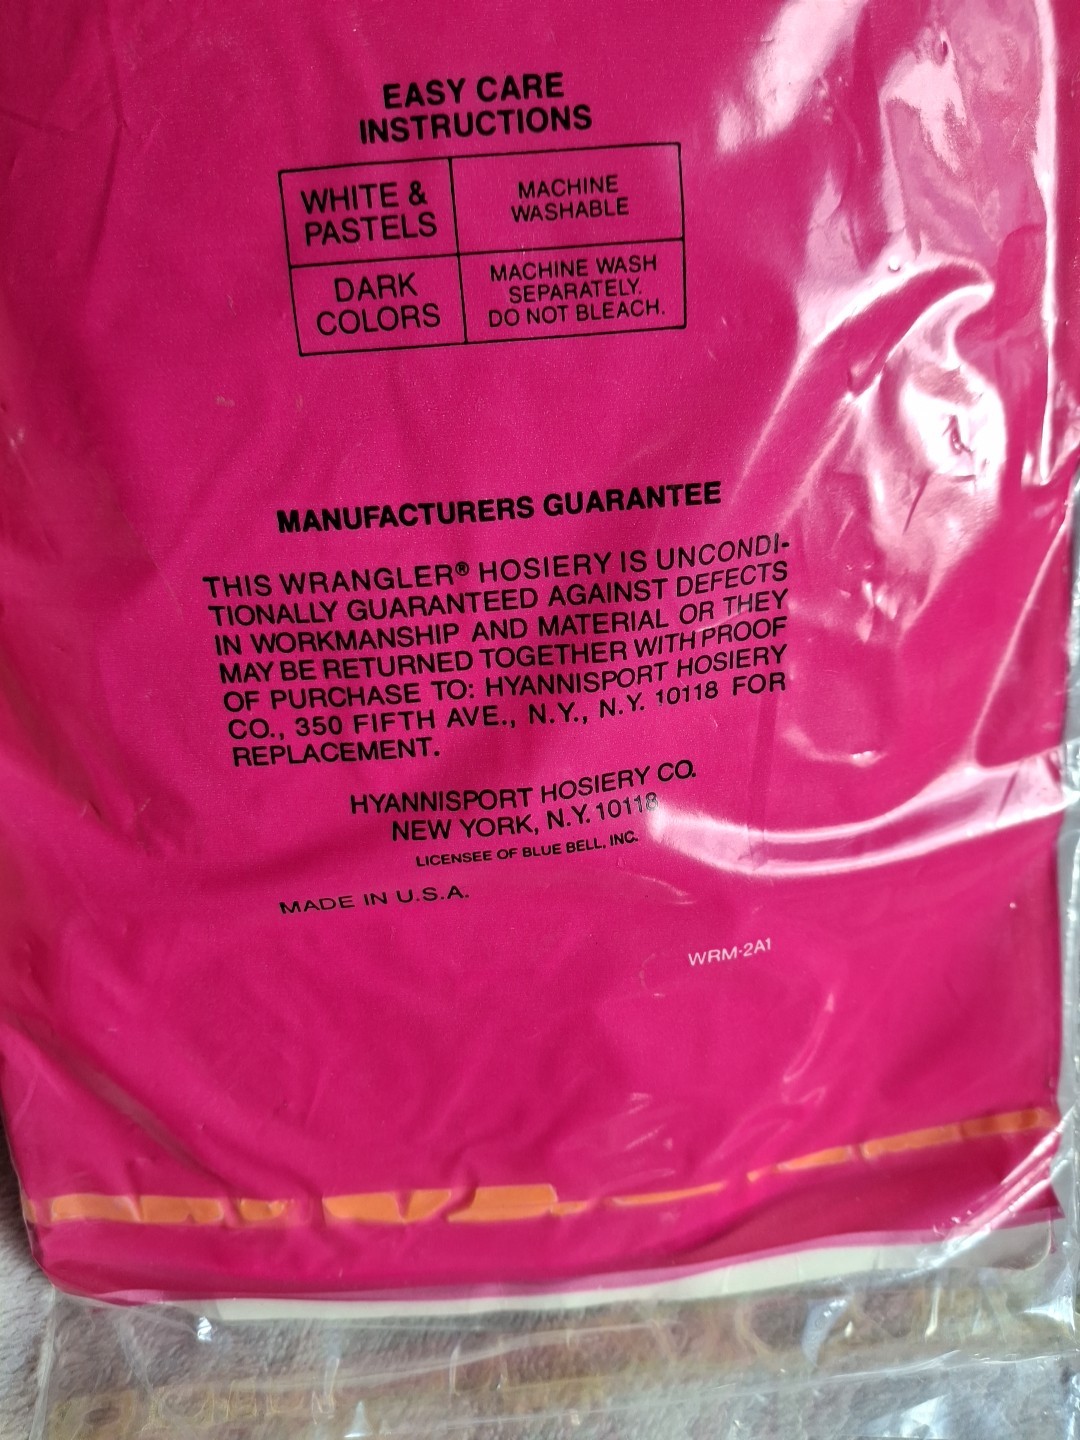 EASY CARE
INSTRUCTIONS
WHITE &
PASTELS
MACHINE
WASHABLE
DARK
COLORS
MACHINE WASH
SEPARATELY.
DO NOT BLEACH.
MANUFACTURERS GUARANTEE
THIS WRANGLER® HOSIERY IS UNCONDI-
TIONALLY GUARANTEED AGAINST DEFECTS
IN WORKMANSHIP AND MATERIAL OR THEY
MAY BE RETURNED TOGETHER WITH PROOF
OF PURCHASE TO: HYANNISPORT HOSIERY
CO., 350 FIFTH AVE., N.Y., N.Y. 10118 FOR
REPLACEMENT.
HYANNISPORT HOSIERY CO.
NEW YORK, N.Y. 10118
LICENSEE OF BLUE BELL, INC.
MADE IN U.S.A.
WRM-2A1